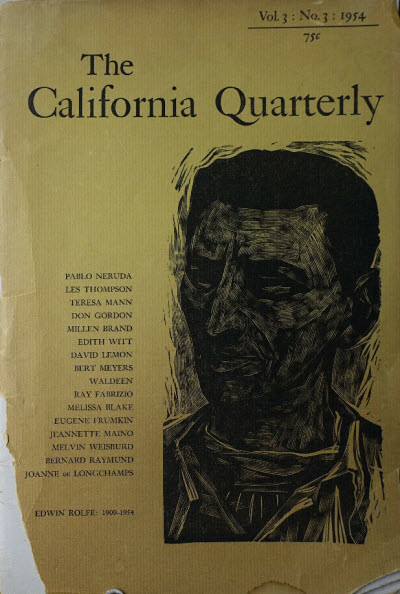 Vol. 3 : No. 3 : 1954
75¢
The
California Quarterly
PABLO NERUDA
LES THOMPSON
TERESA MANN
DON GORDON
MILLEN BRAND
EDITH WITT
DAVID LEMON
BERT MEYERS
WALDEEN
RAY FABRIZIO
MELISSA BLAKE
EUGENE FRUMKIN
JEANNETTE MAINO
MELVIN WEISBURD
BERNARD RAYMUND
JOANNE DE LONGCHAMPS
EDWIN ROLFE: 1909-1954